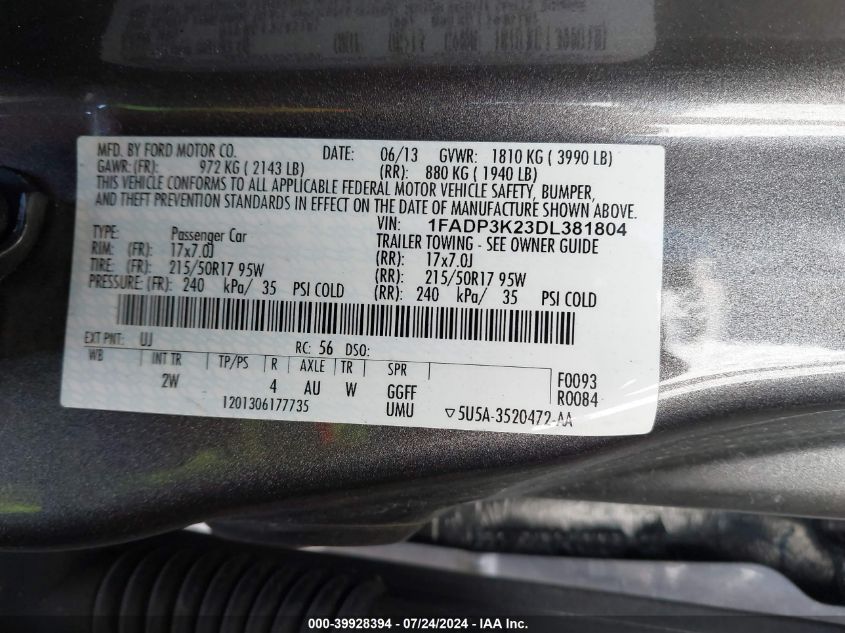 MFD. BY FORD MOTOR CO. DATE: 06/13 GVWR: 1810 KG ( 3990 LB)
GAWR: (FR): 972 KG ( 2143 LB) (RR): 880 KG ( 1940 LB)
THIS VEHICLE CONFORMS TO ALL APPLICABLE FEDERAL MOTOR VEHICLE SAFETY, BUMPER,
AND THEFT PREVENTION STANDARDS IN EFFECT ON THE DATE OF MANUFACTURE SHOWN ABOVE.
VIN: 1FADP3K23DL381804
TYPE: Passenger Car TRAILER TOWING - SEE OWNER GUIDE
RIM: (FR): 17x7.0J (RR): 17x7.0J
TIRE: (FR): 215/50R17 95W (RR): 215/50R17 95W
PRESSURE: (FR): 240 kPa/ 35 PSI COLD (RR): 240 kPa/ 35 PSI COLD
EXT PNT: UJ RC: 56 DSO:
WB INT TR TP/PS R AXLE TR SPR
2W 4 AU W GGFF F0093
UMU R0084
1201306177735 ▽5U5A-3520472-AA
000-39928394 - 07/24/2024 - IAA Inc.